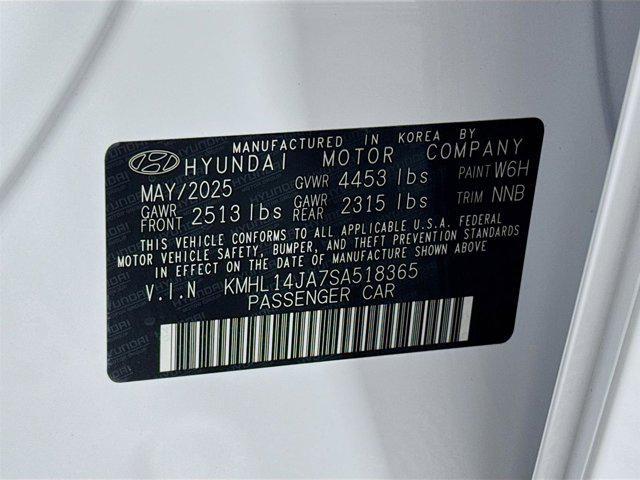 MANUFACTURED IN KOREA BY
HYUNDAI MOTOR COMPANY
MAY/2025 GVWR 4453 lbs PAINT W6H
GAWR FRONT 2513 lbs GAWR REAR 2315 lbs TRIM NNB
THIS VEHICLE CONFORMS TO ALL APPLICABLE U.S.A. FEDERAL
MOTOR VEHICLE SAFETY, BUMPER, AND THEFT PREVENTION STANDARDS
IN EFFECT ON THE DATE OF MANUFACTURE SHOWN ABOVE
V.I.N KMHL14JA7SA518365
PASSENGER CAR